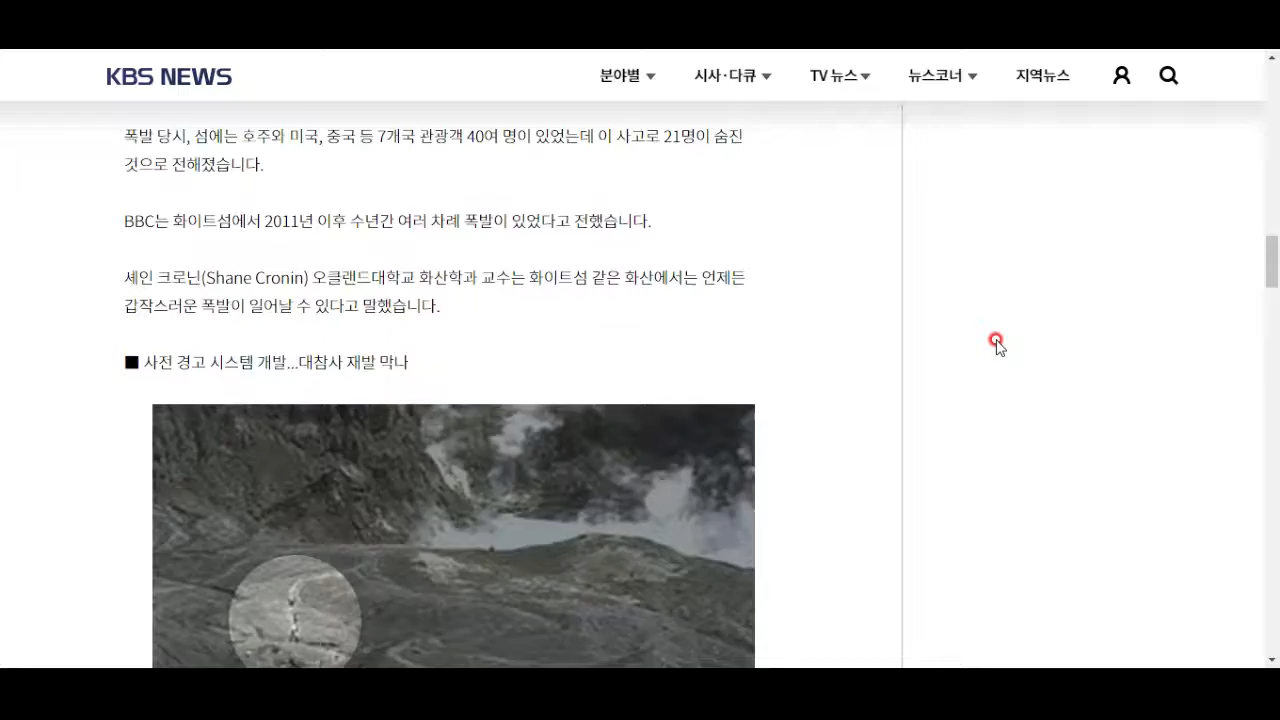 KBS NEWS
분야별 시사·다큐 TV 뉴스 뉴스코너 지역뉴스
폭발 당시, 섬에는 호주와 미국, 중국 등 7개국 관광객 40여 명이 있었는데 이 사고로 21명이 숨진
것으로 전해졌습니다.
BBC는 화이트섬에서 2011년 이후 수년간 여러 차례 폭발이 있었다고 전했습니다.
셰인 크로닌(Shane Cronin) 오클랜드대학교 화산학과 교수는 화이트섬 같은 화산에서는 언제든
갑작스러운 폭발이 일어날 수 있다고 말했습니다.
■ 사전 경고 시스템 개발...대참사 재발 막나